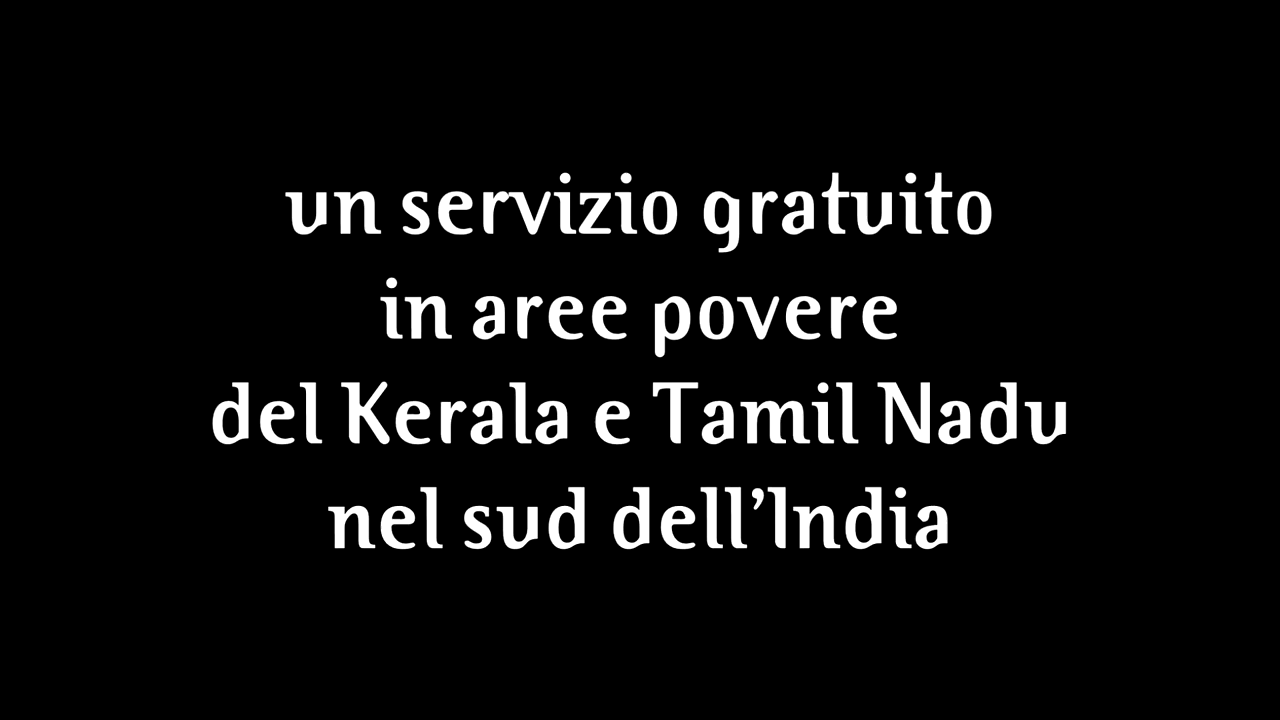 un servizio gratuito
in aree povere
del Kerala e Tamil Nadu
nel sud dell’India